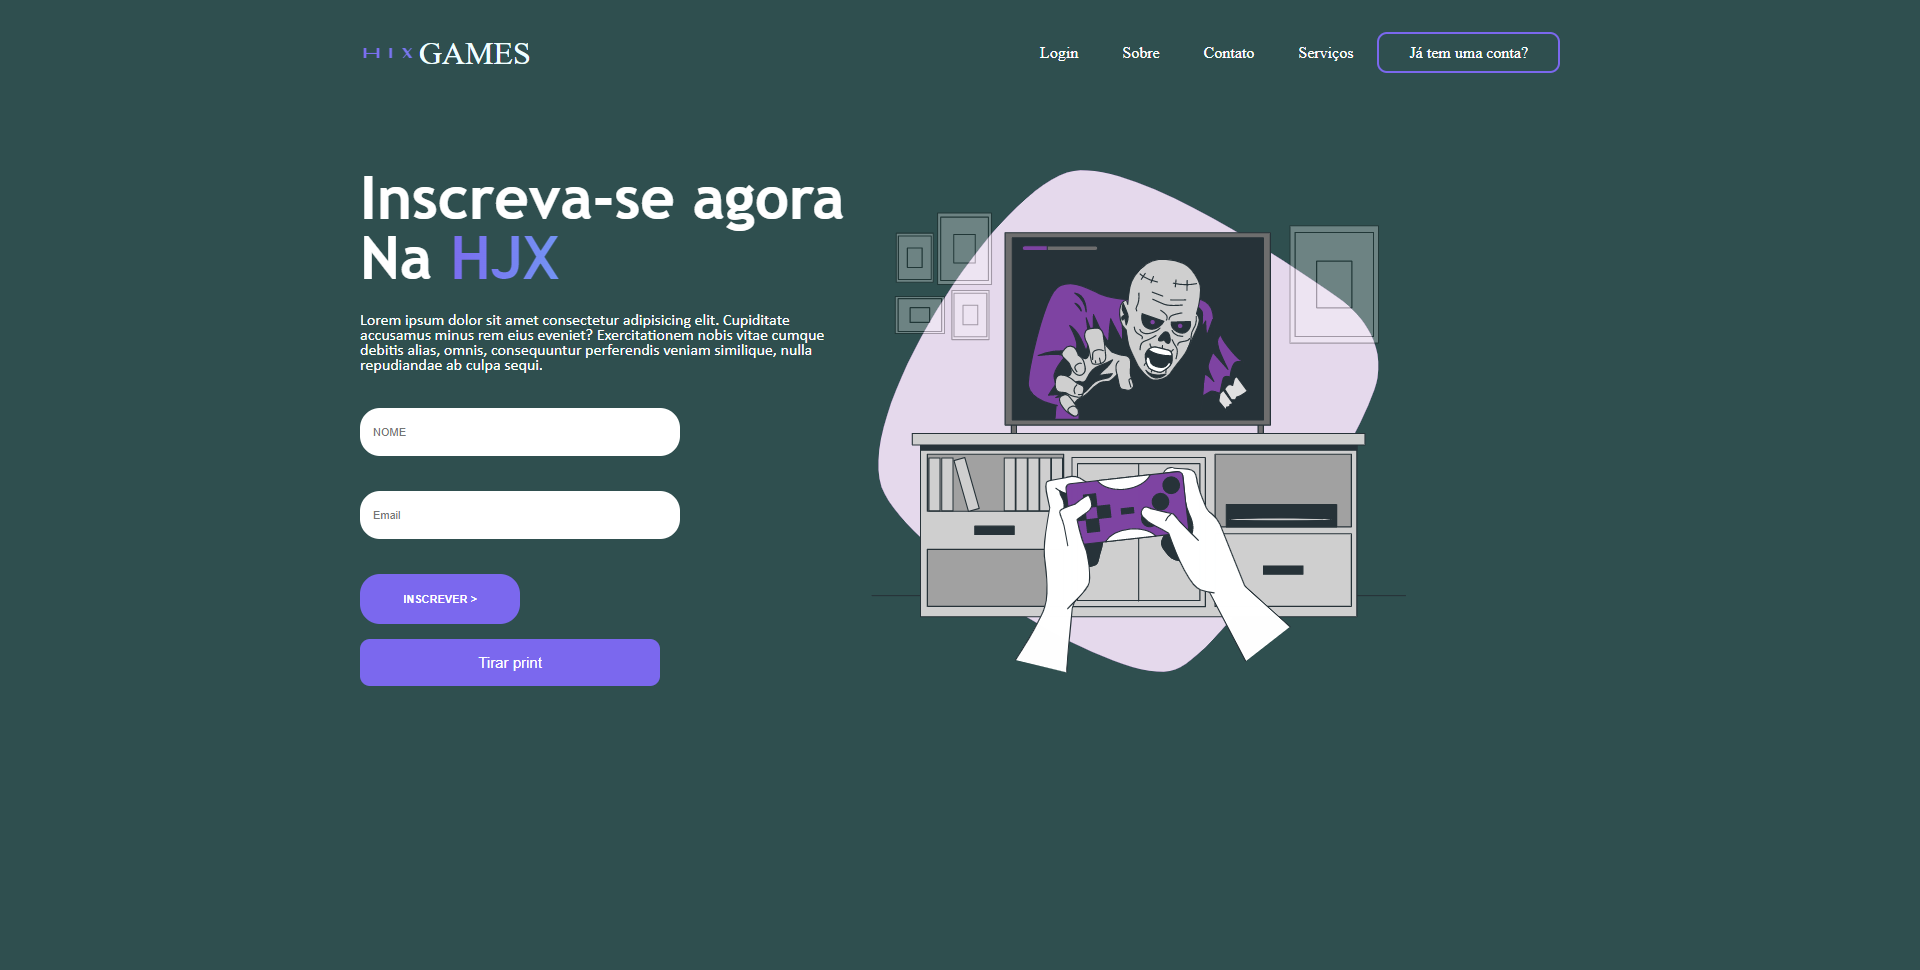 HJX GAMES
Login Sobre Contato Serviços Já tem uma conta?
Inscreva-se agora
Na HJX
Lorem ipsum dolor sit amet consectetur adipisicing elit. Cupiditate
accusamus minus rem eius eveniet? Exercitationem nobis vitae cumque
debitis alias, omnis, consequuntur perferendis veniam similique, nulla
repudiandae ab culpa sequi.
NOME
Email
INSCREVER >
Tirar print